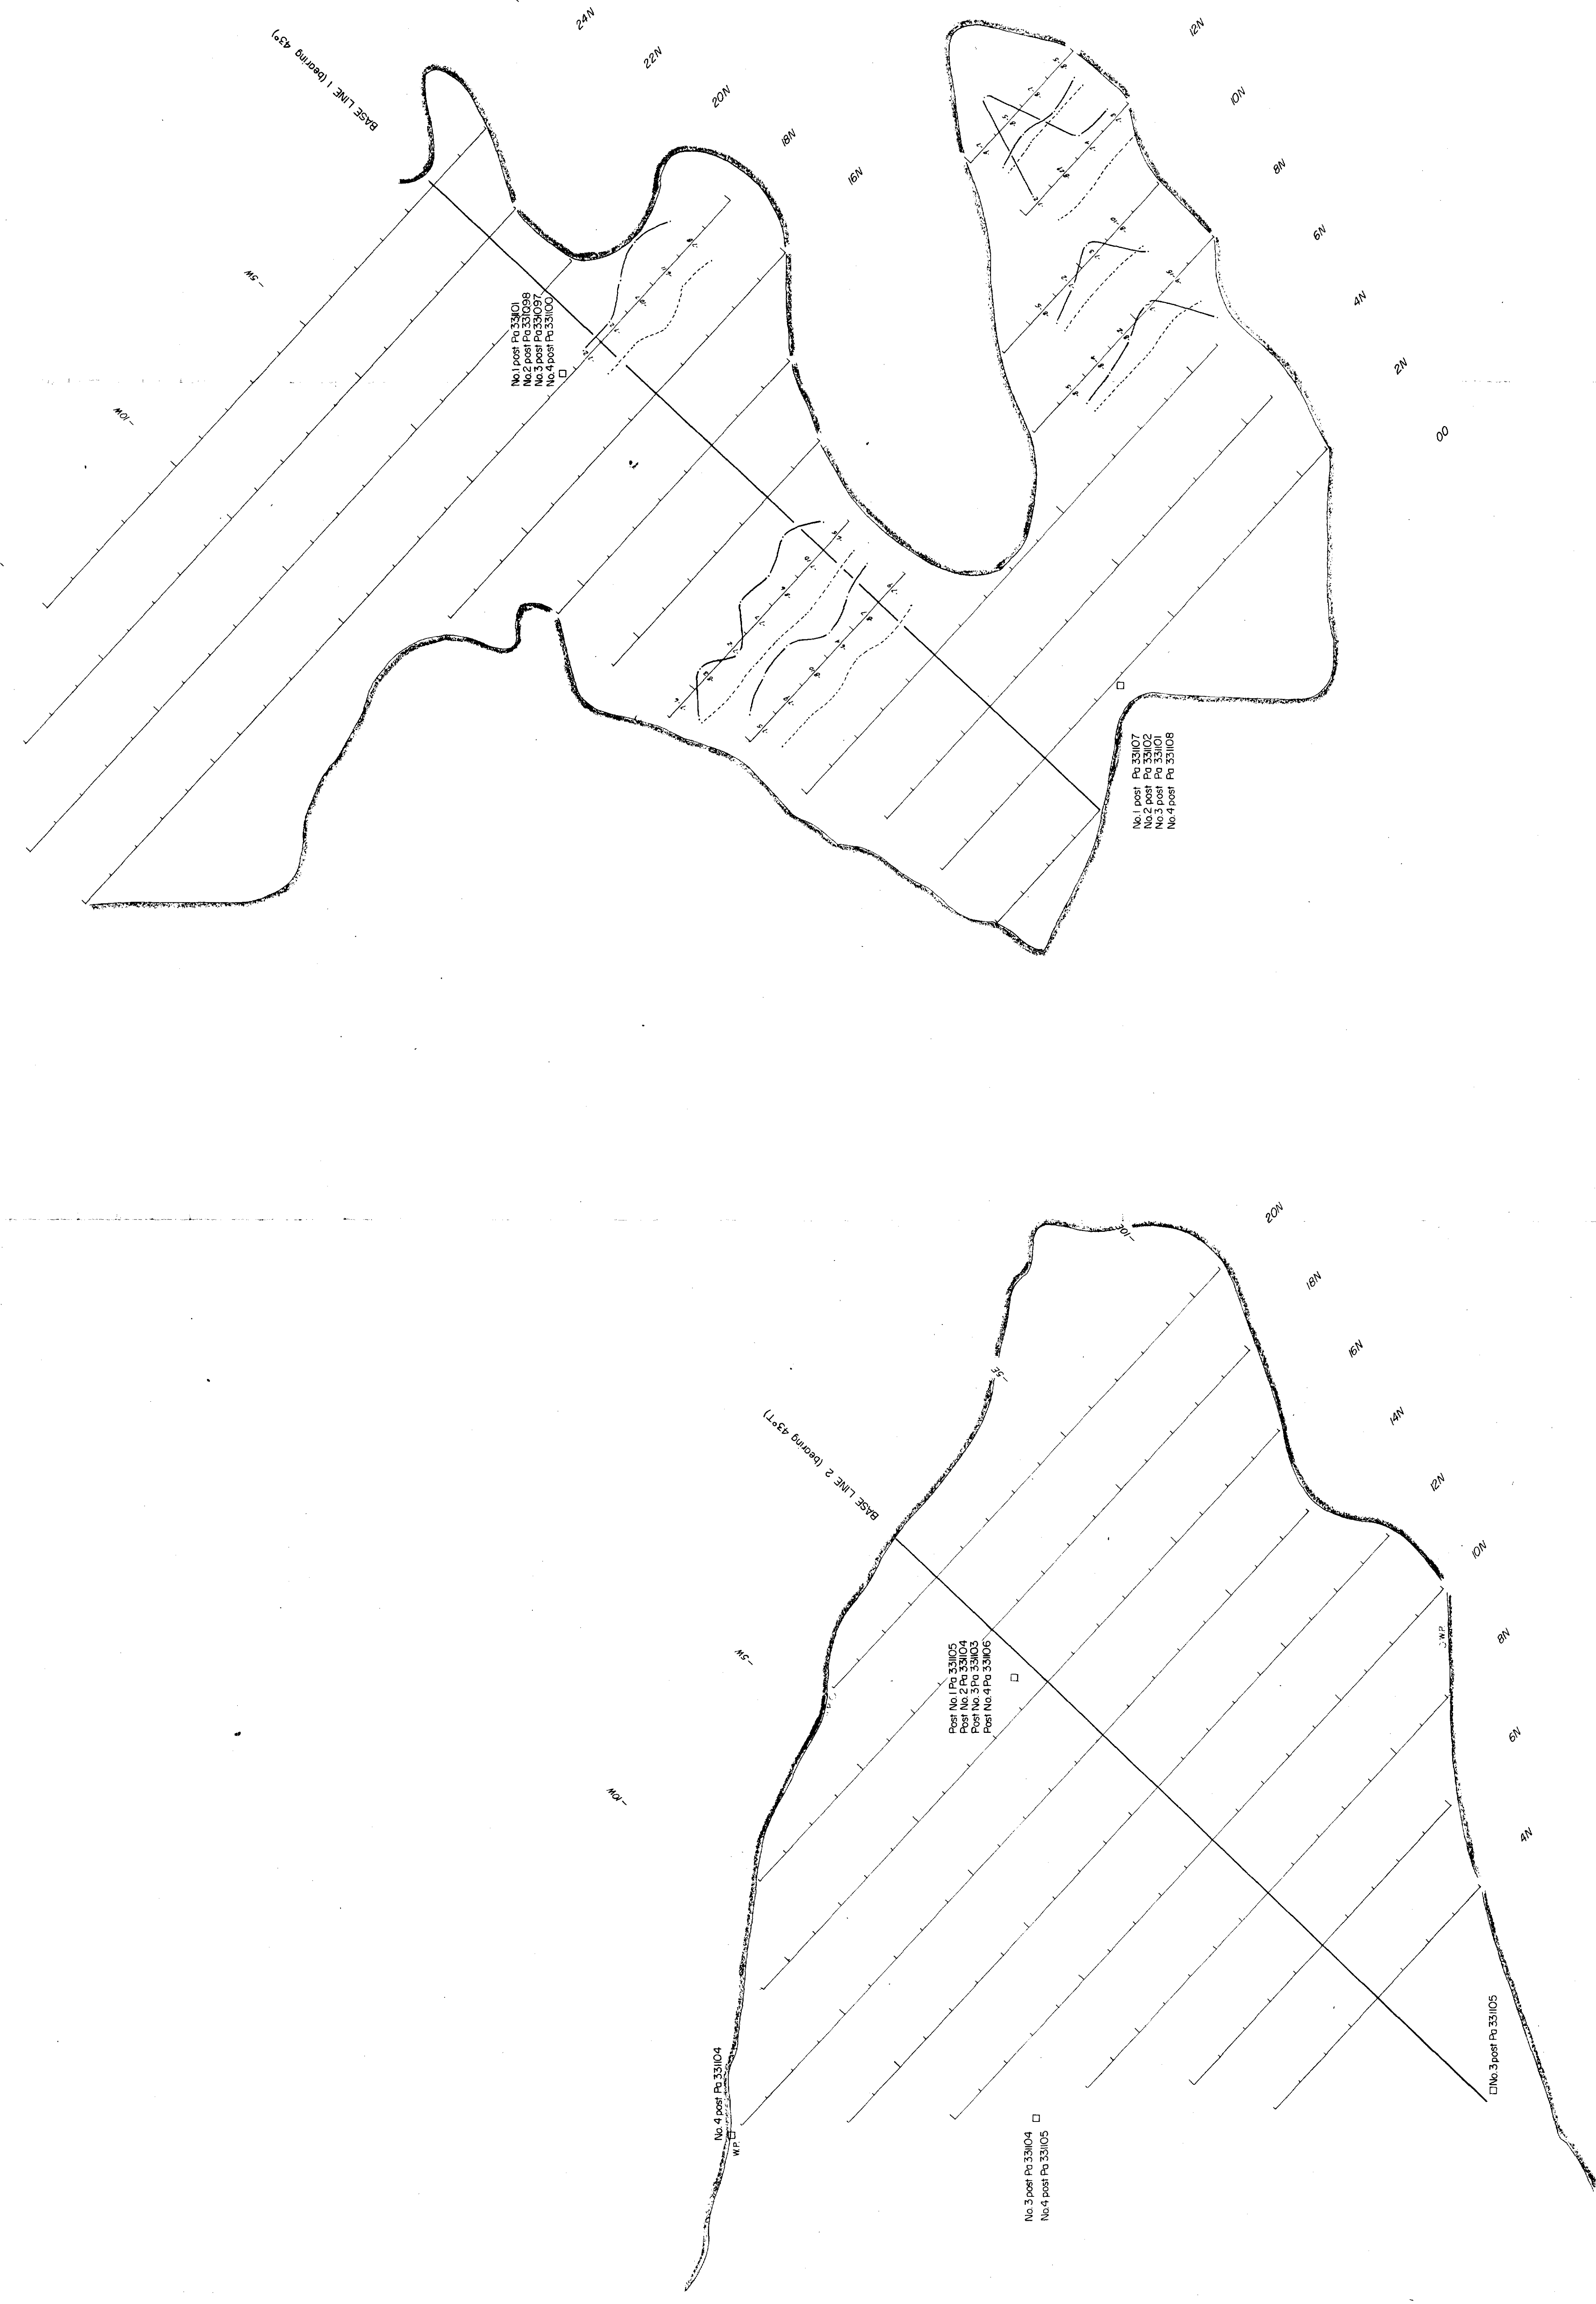 24N
22N
20N
18N
16N
12N
10N
8N
6N
4N
2N
00
BASE LINE 1 (bearing 43°)
5W
10W
No.1 post Pa 331101
No.2 post Pa 331098
No.3 post Pa 331097
No.4 post Pa 331100
No.1 post Pa 331107
No.2 post Pa 331102
No.3 post Pa 331101
No.4 post Pa 331108
20N
18N
16N
14N
12N
10N
8N
6N
4N
10E
5E
BASE LINE 2 (bearing 43°T)
5W
10W
Post No.1 Pa 331105
Post No.2 Pa 331104
Post No.3 Pa 331103
Post No.4 Pa 331106
W.P.
No. 4 post Pa 331104
W.P.
No.3 post Pa 331105
No. 3 post Pa 331104
No.4 post Pa 331105